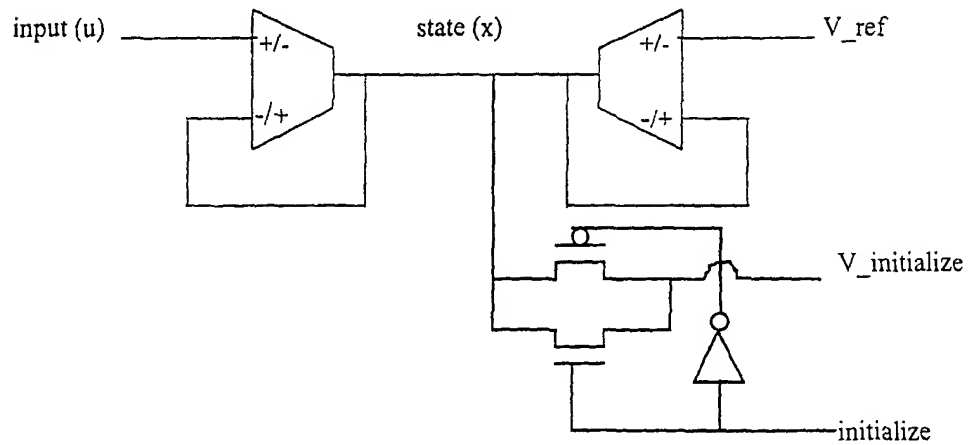 input (u)
state (x)
V_ref
+/-
+/-
-/+
-/+
V_initialize
initialize